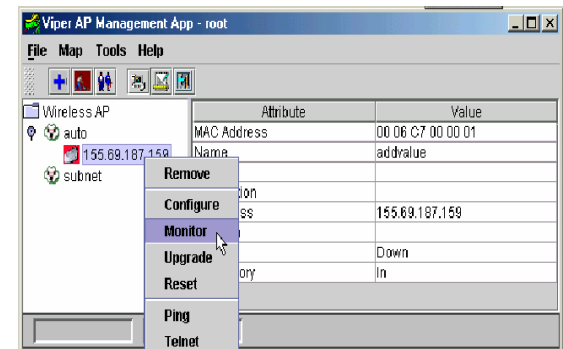 Viper AP Management App - root
File Map Tools Help
Wireless AP
auto
155.69.187.159
subnet
Attribute Value
MAC Address 00 06 C7 00 00 01
Name addvalue
ss 155.69.187.159
Down
ory In
Remove
Configure
Monitor
Upgrade
Reset
Ping
Telnet